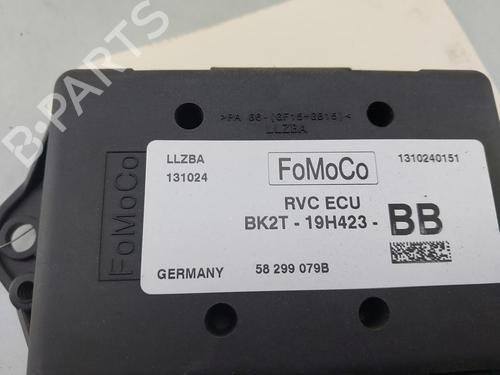 >PA 66-(GF15+GB15)<
LLZBA
LLZBA
131024
FoMoCo
1310240151
RVC ECU
BK2T - 19H423 - BB
GERMANY
58 299 079B
FoMoCo
B-PARTS